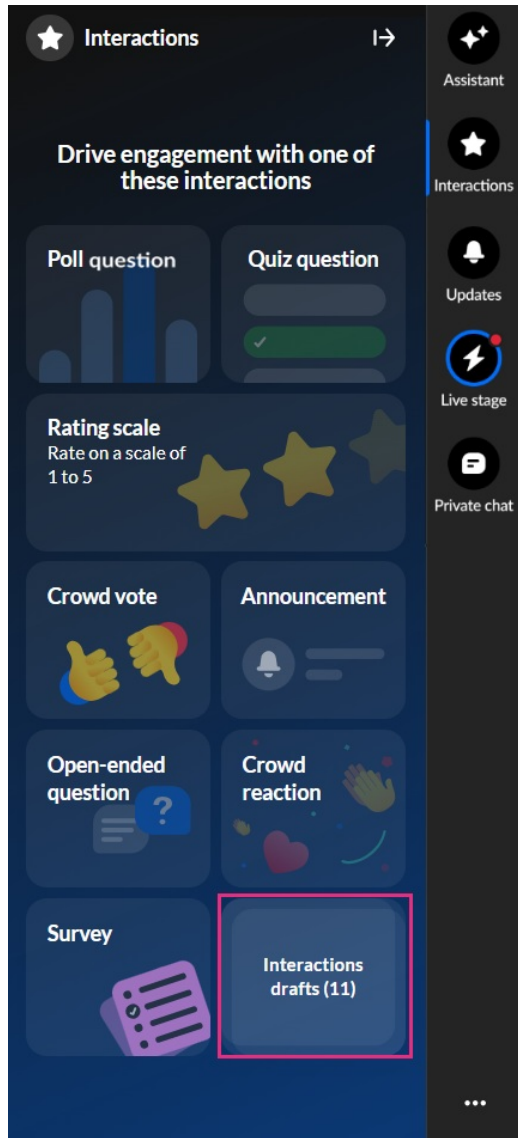 Interactions
Drive engagement with one of
these interactions
Poll question
Quiz question
Rating scale
Rate on a scale of
1 to 5
Crowd vote
Announcement
Open-ended
question
?
Crowd
reaction
Survey
Interactions
drafts (11)
Assistant
Interactions
Updates
Live stage
Private chat